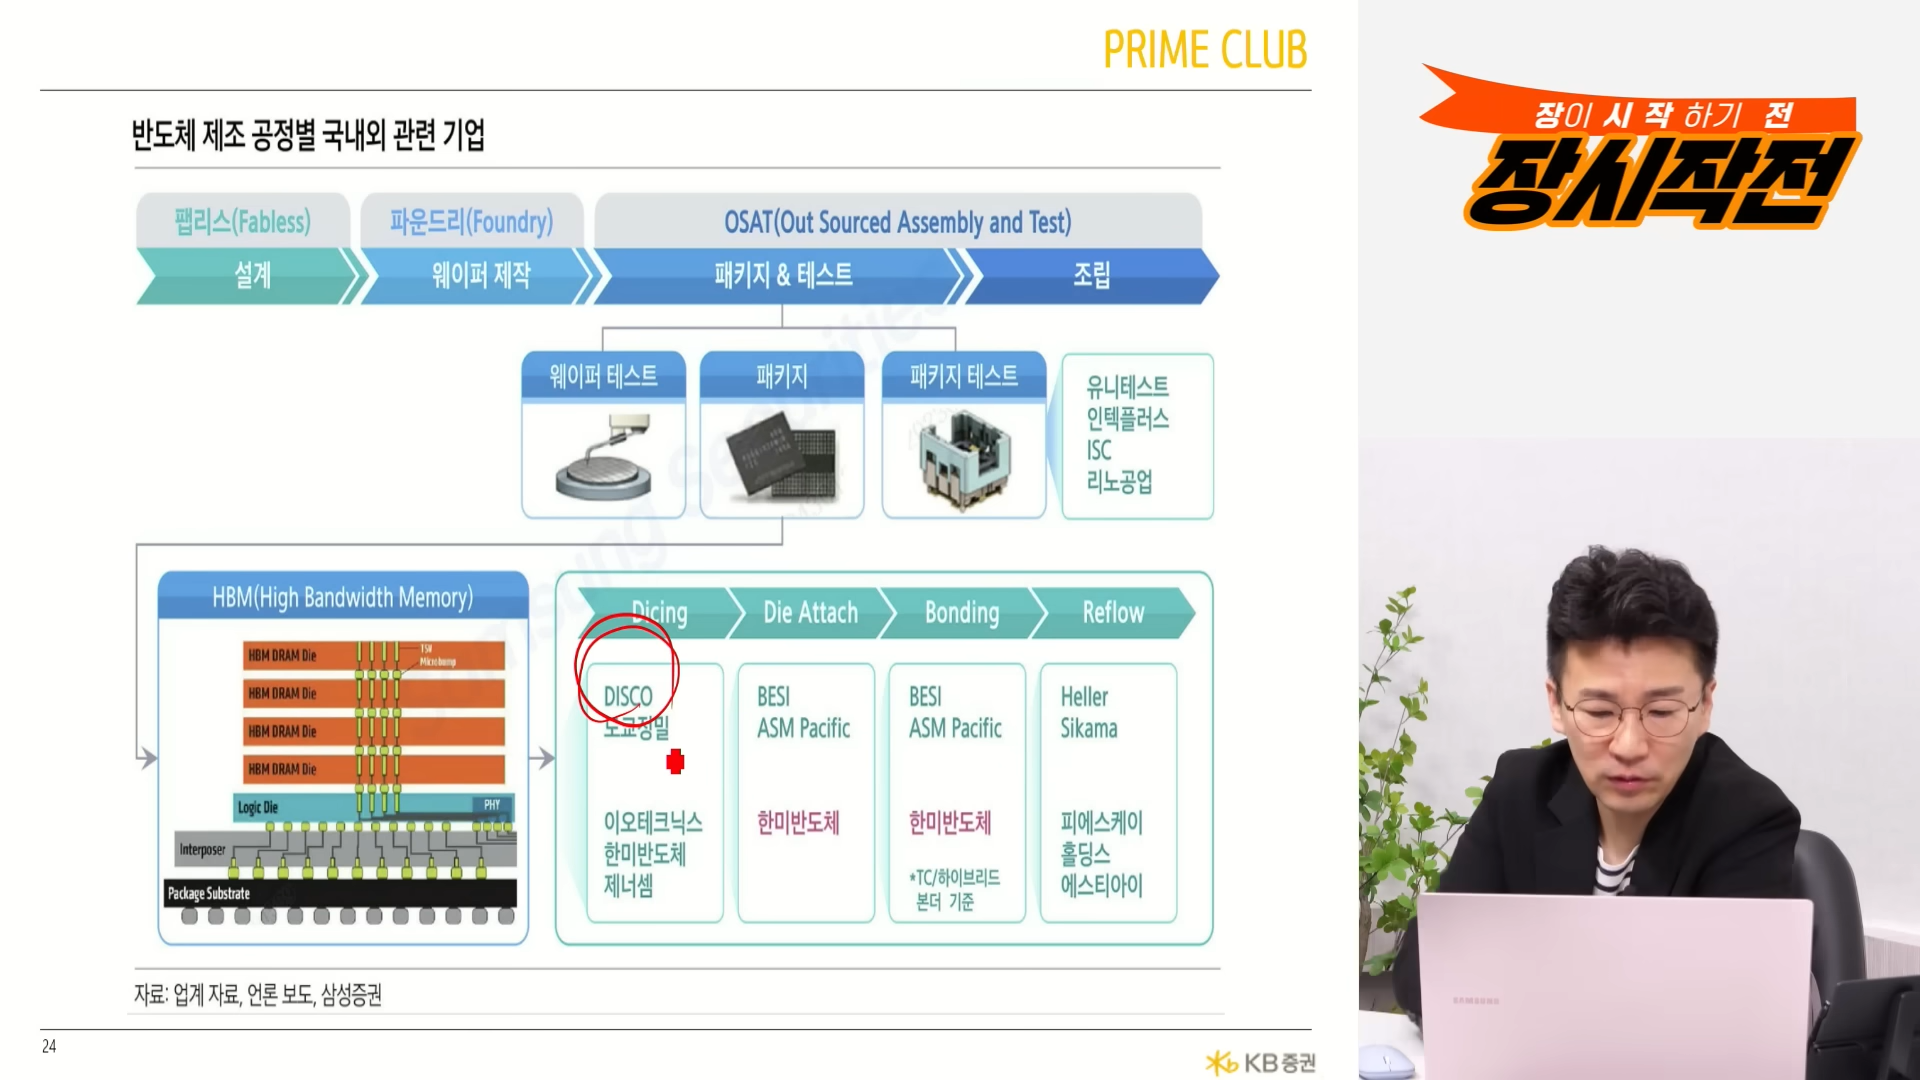 PRIME CLUB
장이 시작하기 전
장시작전
반도체 제조 공정별 국내외 관련 기업
팹리스(Fabless)
파운드리(Foundry)
OSAT(Out Sourced Assembly and Test)
설계
웨이퍼 제작
패키지 & 테스트
조립
웨이퍼 테스트
패키지
패키지 테스트
유니테스트
인텍플러스
ISC
리노공업
HBM(High Bandwidth Memory)
HBM DRAM Die
TSV
Microbump
HBM DRAM Die
HBM DRAM Die
HBM DRAM Die
Logic Die
PHY
Interposer
Package Substrate
Dicing
Die Attach
Bonding
Reflow
DISCO
도쿄정밀
이오테크닉스
한미반도체
제너셈
BESI
ASM Pacific
한미반도체
BESI
ASM Pacific
한미반도체
*TC/하이브리드
본더 기준
Heller
Sikama
피에스케이
홀딩스
에스티아이
자료: 업계 자료, 언론 보도, 삼성증권
24
KB증권
SAMSUNG